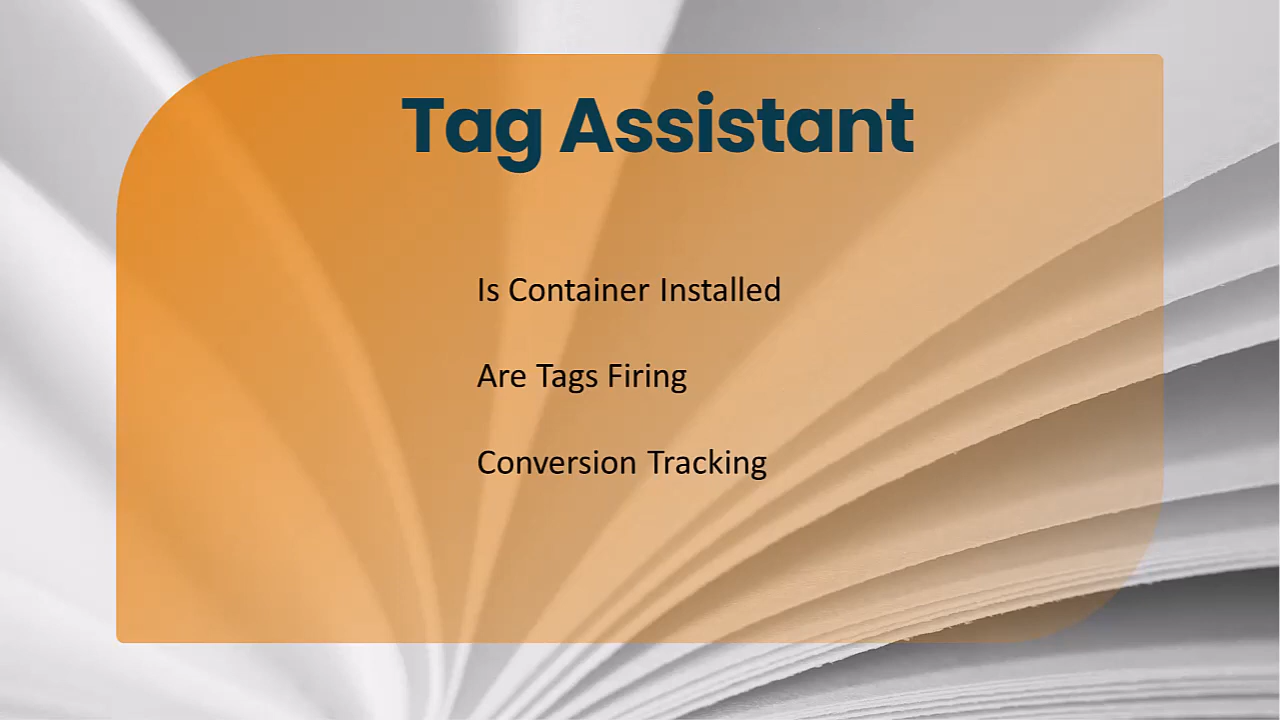 Tag Assistant
Is Container Installed
Are Tags Firing
Conversion Tracking